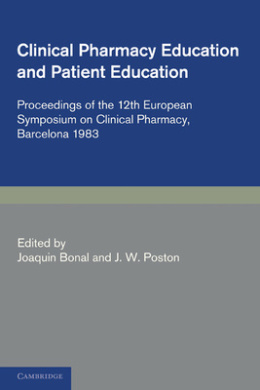 Clinical Pharmacy Education
and Patient Education
Proceedings of the 12th European
Symposium on Clinical Pharmacy,
Barcelona 1983
Edited by
Joaquin Bonal and J. W. Poston
CAMBRIDGE